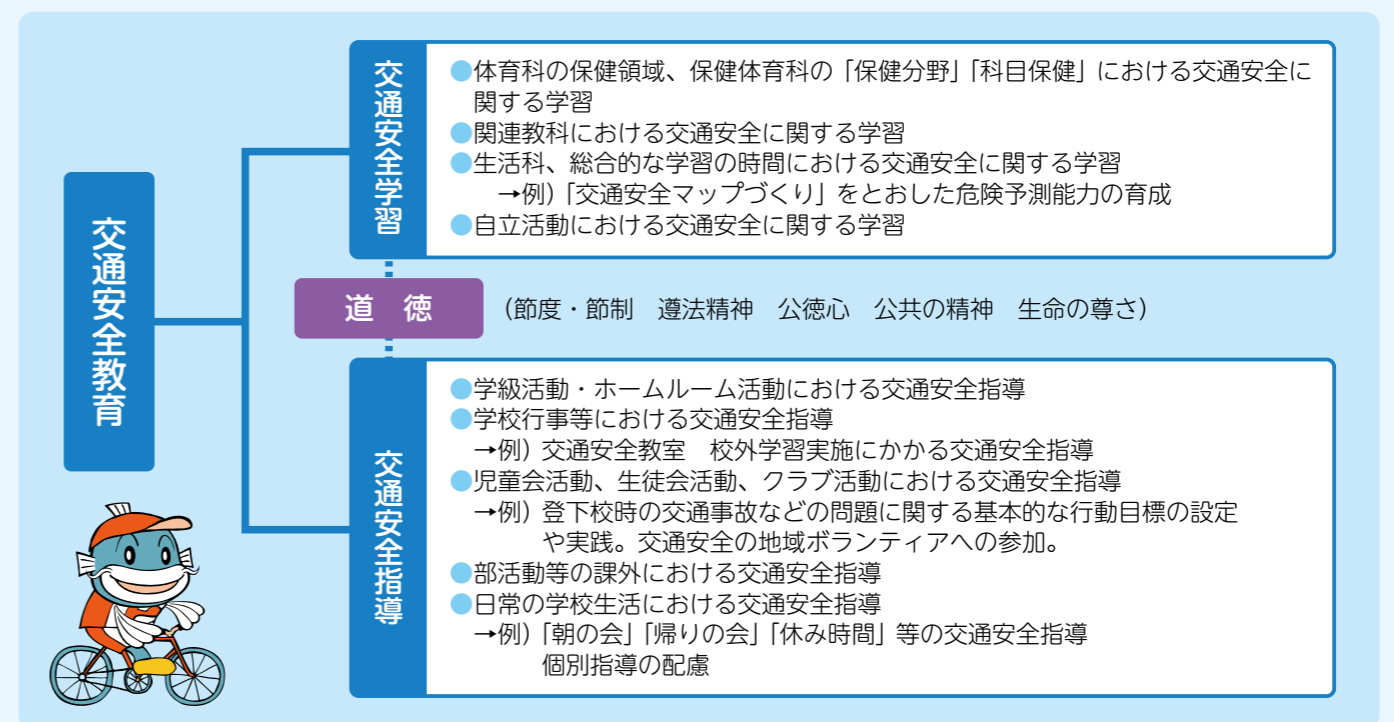 交通安全教育
交通安全学習
●体育科の保健領域、保健体育科の「保健分野」「科目保健」における交通安全に
関する学習
●関連教科における交通安全に関する学習
●生活科、総合的な学習の時間における交通安全に関する学習
→例)「交通安全マップづくり」をとおした危険予測能力の育成
●自立活動における交通安全に関する学習
道　徳 （節度・節制　遵法精神　公徳心　公共の精神　生命の尊さ）
交通安全指導
●学級活動・ホームルーム活動における交通安全指導
●学校行事等における交通安全指導
→例）交通安全教室　校外学習実施にかかる交通安全指導
●児童会活動、生徒会活動、クラブ活動における交通安全指導
→例）登下校時の交通事故などの問題に関する基本的な行動目標の設定
や実践。交通安全の地域ボランティアへの参加。
●部活動等の課外における交通安全指導
●日常の学校生活における交通安全指導
→例）「朝の会」「帰りの会」「休み時間」等の交通安全指導
個別指導の配慮